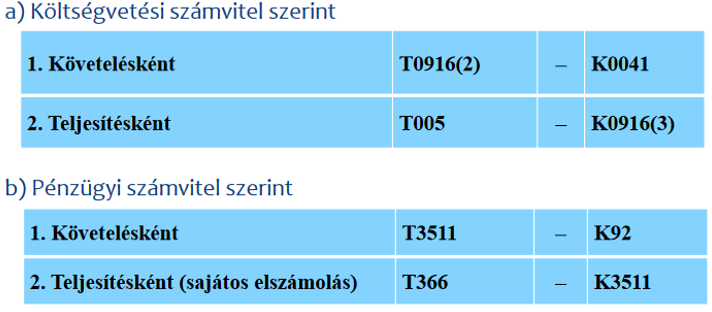 a) Költségvetési számvitel szerint
1. Követelésként T0916(2) – K0041
2. Teljesítésként T005 – K0916(3)
b) Pénzügyi számvitel szerint
1. Követelésként T3511 – K92
2. Teljesítésként (sajátos elszámolás) T366 – K3511